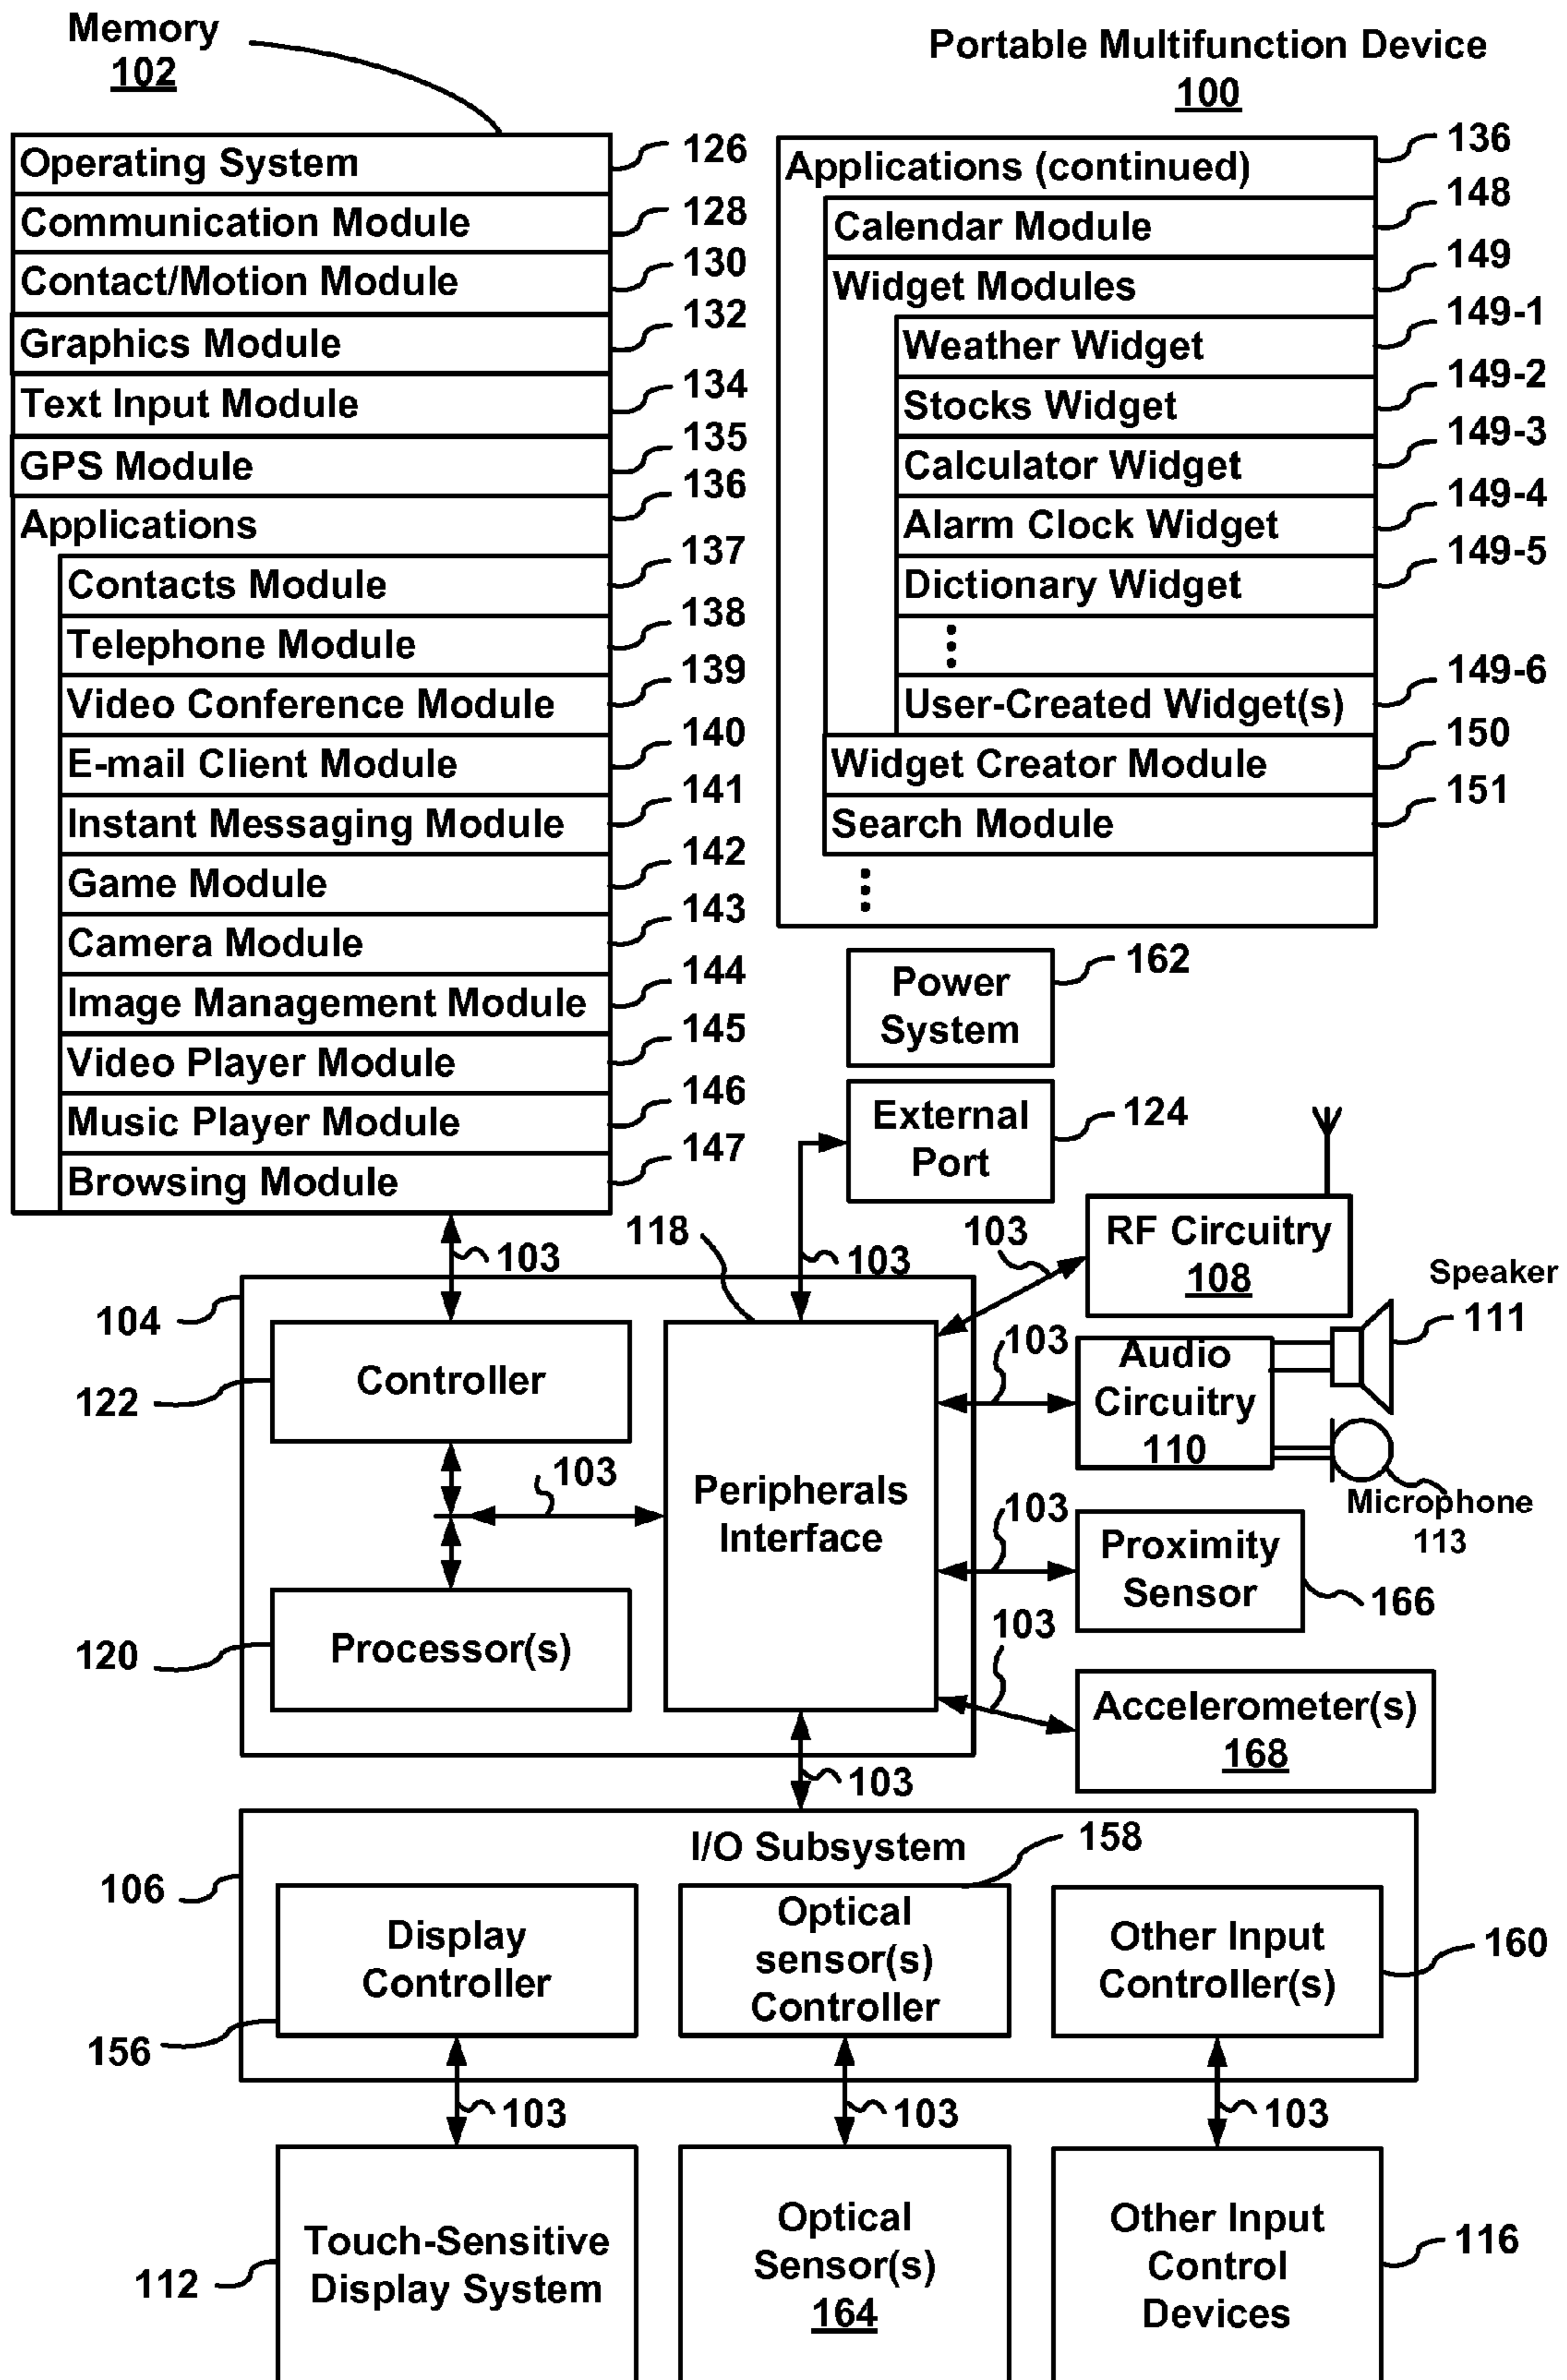 Memory
102
Portable Multifunction Device
100
Operating System
126
Communication Module
128
Contact/Motion Module
130
Graphics Module
132
Text Input Module
134
GPS Module
135
Applications
136
Contacts Module
137
Telephone Module
138
Video Conference Module
139
E-mail Client Module
140
Instant Messaging Module
141
Game Module
142
Camera Module
143
Image Management Module
144
Video Player Module
145
Music Player Module
146
Browsing Module
147
Applications (continued)
136
Calendar Module
148
Widget Modules
149
Weather Widget
149-1
Stocks Widget
149-2
Calculator Widget
149-3
Alarm Clock Widget
149-4
Dictionary Widget
149-5
User-Created Widget(s)
149-6
Widget Creator Module
150
Search Module
151
Power
System
162
External
Port
124
103
118
103
103
RF Circuitry
108
Speaker
111
104
Controller
122
103
Audio
Circuitry
110
Microphone
113
103
Peripherals
Interface
103
Proximity
Sensor
166
Processor(s)
120
103
Accelerometer(s)
168
103
I/O Subsystem
158
106
Display
Controller
156
Optical
sensor(s)
Controller
Other Input
Controller(s)
160
103
103
103
Touch-Sensitive
Display System
112
Optical
Sensor(s)
164
Other Input
Control
Devices
116